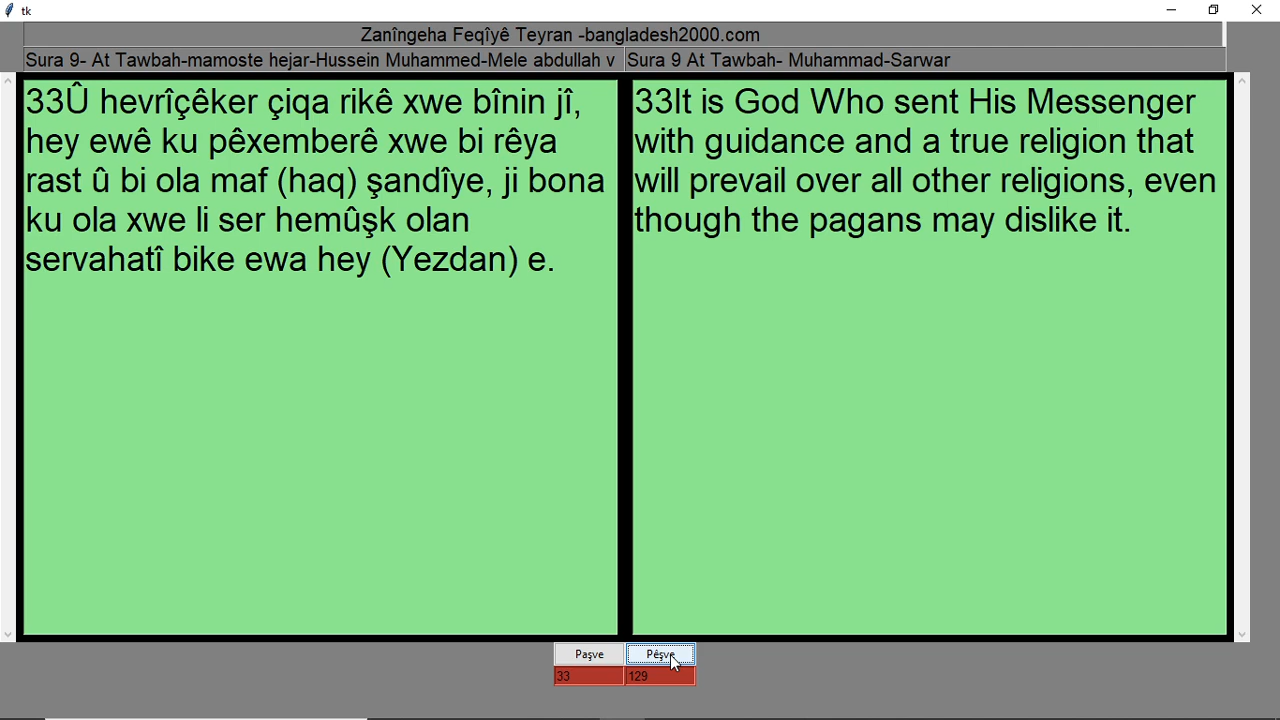 tk
Zanîngeha Feqîyê Teyran -bangladesh2000.com
Sura 9- At Tawbah-mamoste hejar-Hussein Muhammed-Mele abdullah v
Sura 9 At Tawbah- Muhammad-Sarwar
33Û hevrîçêker çiqa rikê xwe bînin jî,
hey ewê ku pêxemberê xwe bi rêya
rast û bi ola maf (haq) şandîye, ji bona
ku ola xwe li ser hemûşk olan
servahatî bike ewa hey (Yezdan) e.
33It is God Who sent His Messenger
with guidance and a true religion that
will prevail over all other religions, even
though the pagans may dislike it.
Paşve
Pêşve
33
129